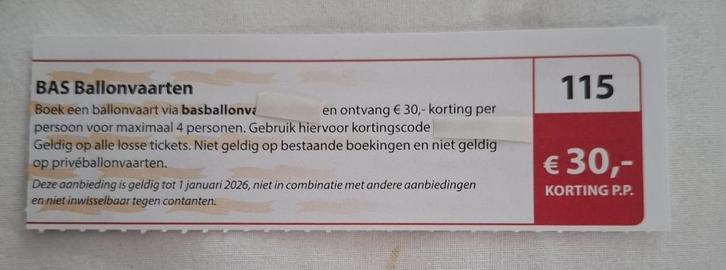 BAS Ballonvaarten
Boek een ballonvaart via basballonva en ontvang € 30,- korting per
persoon voor maximaal 4 personen. Gebruik hiervoor kortingscode
Geldig op alle losse tickets. Niet geldig op bestaande boekingen en niet geldig
op privéballonvaarten.
Deze aanbieding is geldig tot 1 januari 2026, niet in combinatie met andere aanbiedingen
en niet inwisselbaar tegen contanten.
115
€ 30,-
KORTING P.P.